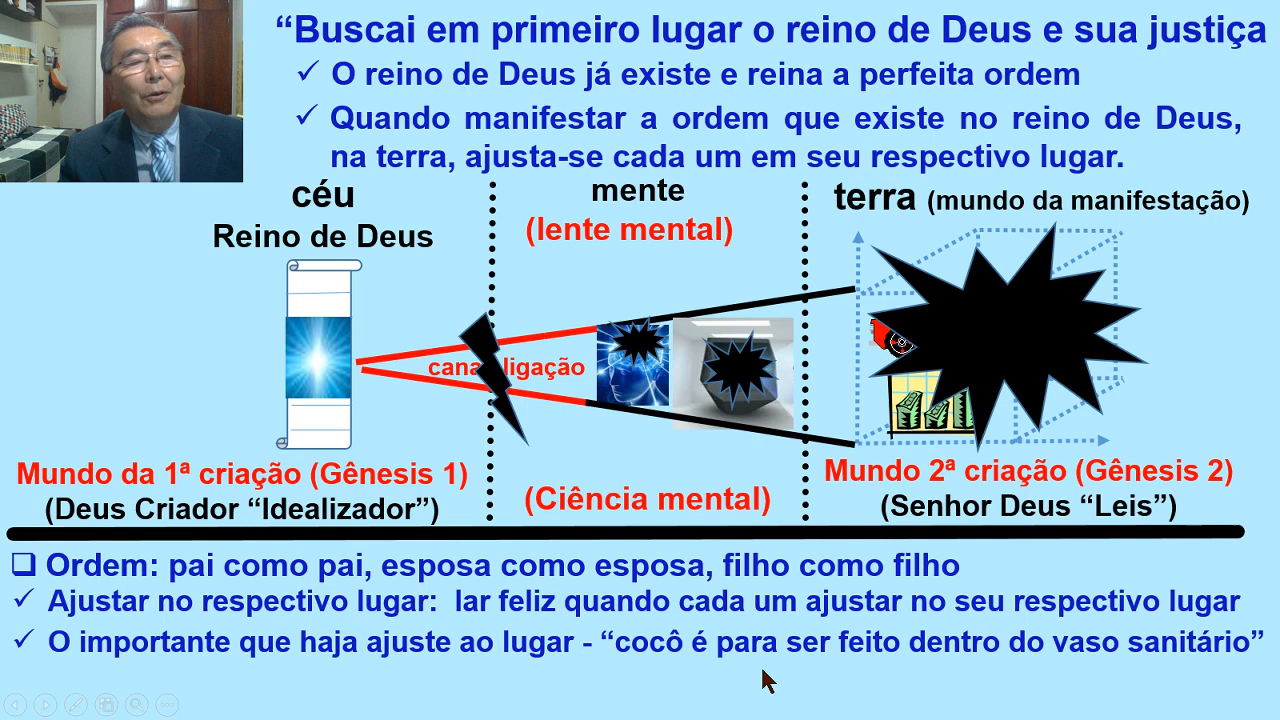 “Buscai em primeiro lugar o reino de Deus e sua justiça
✓ O reino de Deus já existe e reina a perfeita ordem
✓ Quando manifestar a ordem que existe no reino de Deus,
na terra, ajusta-se cada um em seu respectivo lugar.
céu
Reino de Deus
mente
(lente mental)
terra (mundo da manifestação)
ligação
Mundo da 1ª criação (Gênesis 1)
(Deus Criador “Idealizador”)
(Ciência mental)
Mundo 2ª criação (Gênesis 2)
(Senhor Deus “Leis”)
❑ Ordem: pai como pai, esposa como esposa, filho como filho
✓ Ajustar no respectivo lugar: lar feliz quando cada um ajustar no seu respectivo lugar
✓ O importante que haja ajuste ao lugar - “cocô é para ser feito dentro do vaso sanitário”